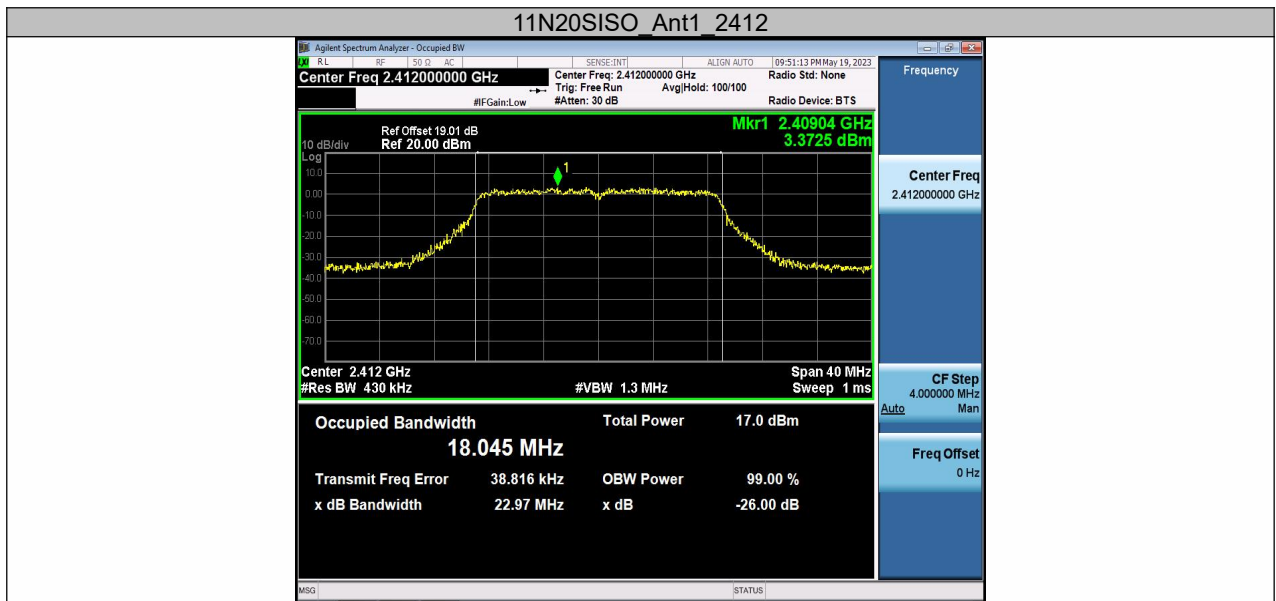 11N20SISO_Ant1_2412
Agilent Spectrum Analyzer - Occupied BW
LXI RL RF 50 Ω AC SENSE:INT ALIGN AUTO 09:51:13 PM May 19, 2023
Center Freq 2.412000000 GHz
Center Freq: 2.412000000 GHz
Radio Std: None
Trig: Free Run Avg|Hold: 100/100
#IFGain:Low #Atten: 30 dB Radio Device: BTS
Frequency
Mkr1 2.40904 GHz
3.3725 dBm
Ref Offset 19.01 dB
10 dB/div Ref 20.00 dBm
Log
1
10.0
0.00
-10.0
-20.0
-30.0
-40.0
-50.0
-60.0
-70.0
Center 2.412 GHz Span 40 MHz
#Res BW 430 kHz #VBW 1.3 MHz Sweep 1 ms
Center Freq
2.412000000 GHz
CF Step
4.000000 MHz
Auto Man
Freq Offset
0 Hz
Occupied Bandwidth Total Power 17.0 dBm
18.045 MHz
Transmit Freq Error 38.816 kHz OBW Power 99.00 %
x dB Bandwidth 22.97 MHz x dB -26.00 dB
MSG STATUS